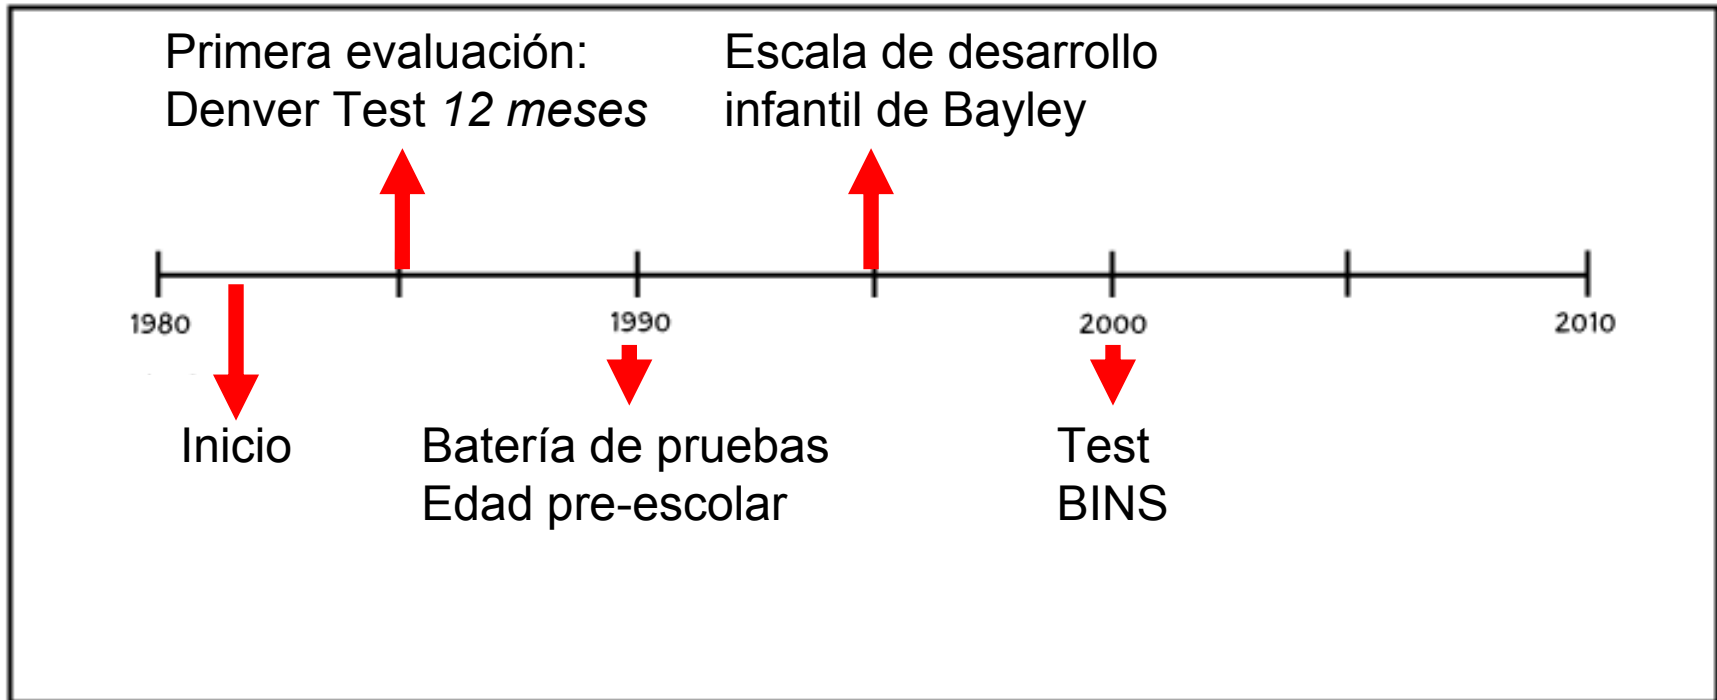 Primera evaluación:
Denver Test 12 meses
Escala de desarrollo
infantil de Bayley
1980
1990
2000
2010
Inicio
Batería de pruebas
Edad pre-escolar
Test
BINS